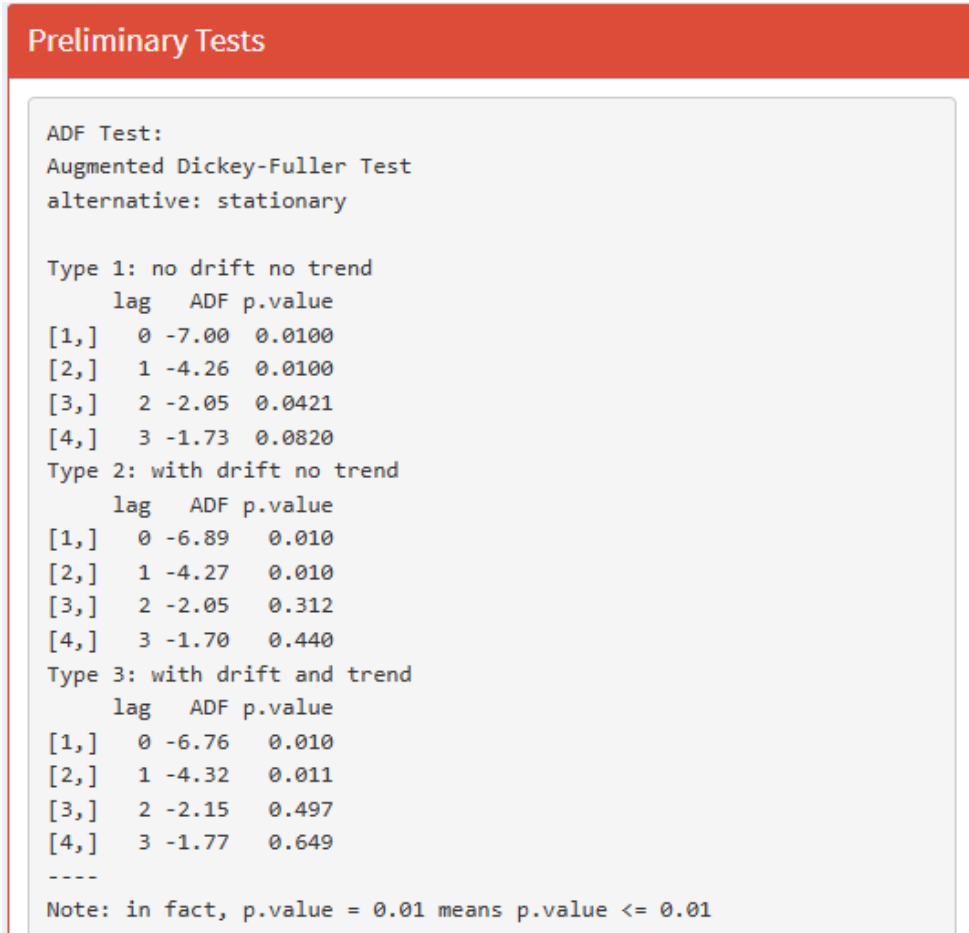 Preliminary Tests
ADF Test:
Augmented Dickey-Fuller Test
alternative: stationary
Type 1: no drift no trend
     lag   ADF p.value
[1,]   0 -7.00  0.0100
[2,]   1 -4.26  0.0100
[3,]   2 -2.05  0.0421
[4,]   3 -1.73  0.0820
Type 2: with drift no trend
     lag   ADF p.value
[1,]   0 -6.89   0.010
[2,]   1 -4.27   0.010
[3,]   2 -2.05   0.312
[4,]   3 -1.70   0.440
Type 3: with drift and trend
     lag   ADF p.value
[1,]   0 -6.76   0.010
[2,]   1 -4.32   0.011
[3,]   2 -2.15   0.497
[4,]   3 -1.77   0.649
----
Note: in fact, p.value = 0.01 means p.value <= 0.01